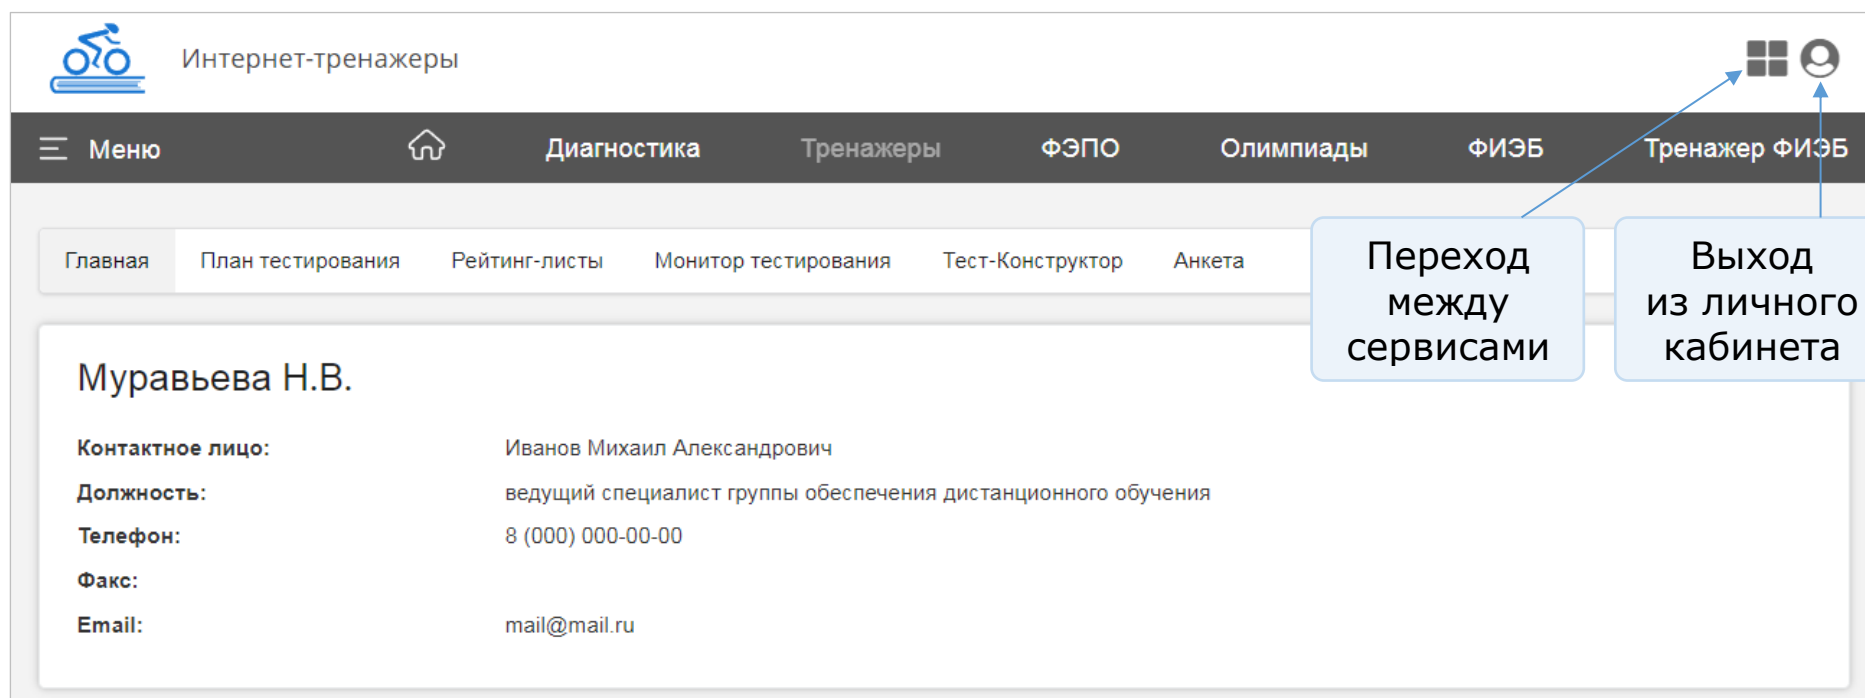 Интернет-тренажеры
Меню Диагностика Тренажеры ФЭПО Олимпиады ФИЭБ Тренажер ФИЭБ
Главная План тестирования Рейтинг-листы Монитор тестирования Тест-Конструктор Анкета
Переход
между
сервисами
Выход
из личного
кабинета
Муравьева Н.В.
Контактное лицо: Иванов Михаил Александрович
Должность: ведущий специалист группы обеспечения дистанционного обучения
Телефон: 8 (000) 000-00-00
Факс:
Email: mail@mail.ru